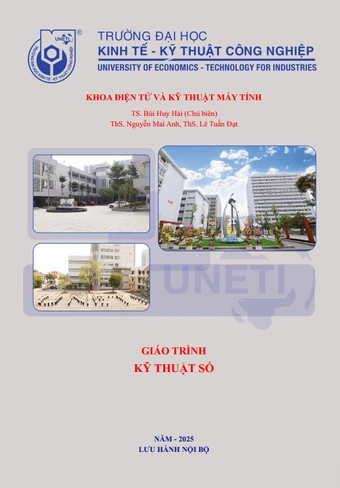 UNETI
TRƯỜNG ĐẠI HỌC
KINH TẾ - KỸ THUẬT CÔNG NGHIỆP
UNIVERSITY OF ECONOMICS - TECHNOLOGY FOR INDUSTRIES
KHOA ĐIỆN TỬ VÀ KỸ THUẬT MÁY TÍNH
TS. Bùi Huy Hải (Chủ biên)
ThS. Nguyễn Mai Anh, ThS. Lê Tuấn Đạt
UNETI
GIÁO TRÌNH
KỸ THUẬT SỐ
NĂM - 2025
LƯU HÀNH NỘI BỘ